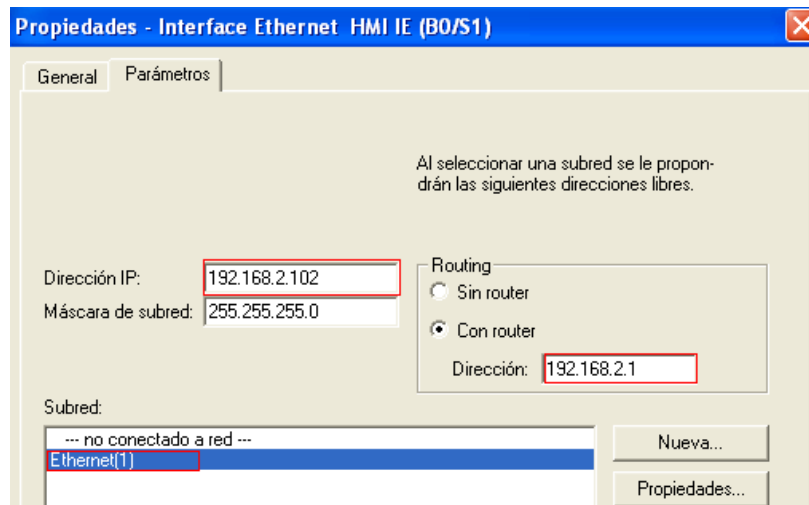 Propiedades - Interface Ethernet HMI IE (B0/S1)
General Parámetros
Al seleccionar una subred se le propon-
drán las siguientes direcciones libres.
Dirección IP: 192.168.2.102
Máscara de subred: 255.255.255.0
Routing
Sin router
Con router
Dirección: 192.168.2.1
Subred:
--- no conectado a red ---
Ethernet(1)
Nueva...
Propiedades...